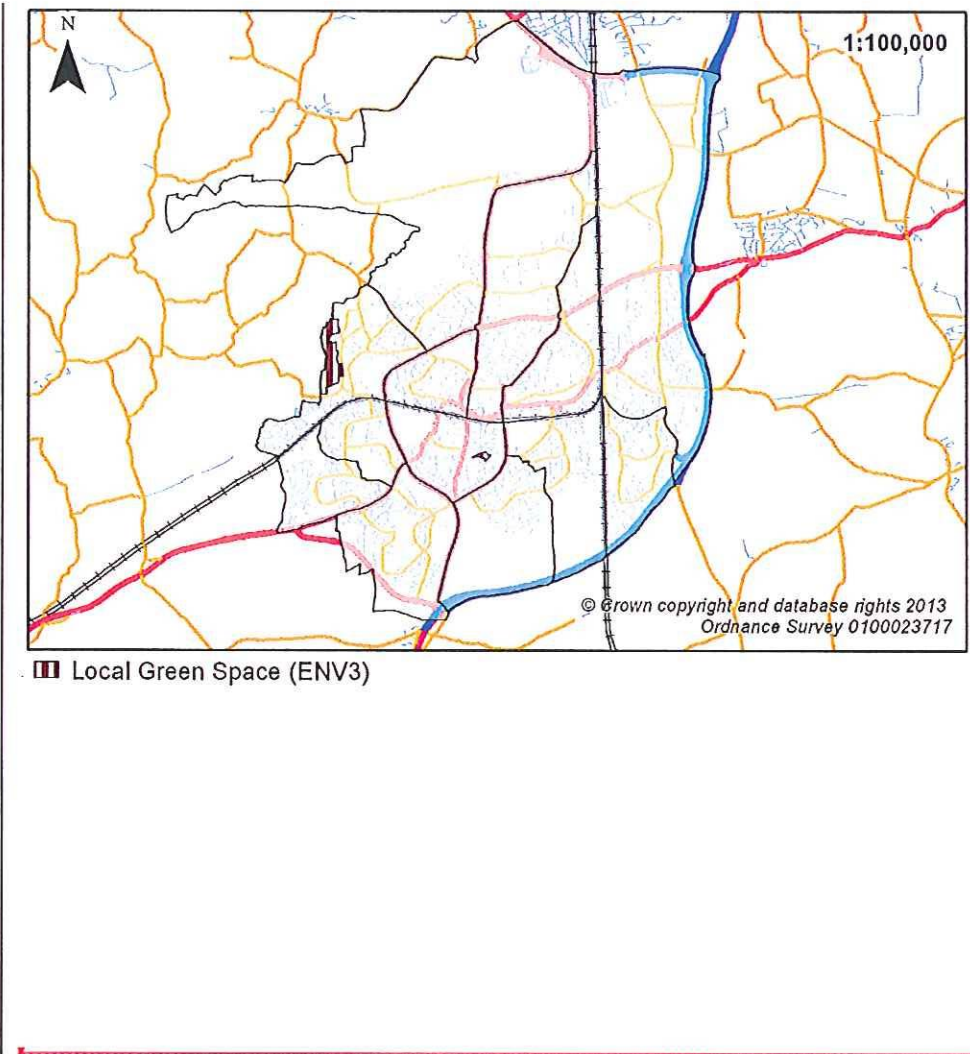 N
1:100,000
© Crown copyright and database rights 2013
Ordnance Survey 0100023717
Local Green Space (ENV3)